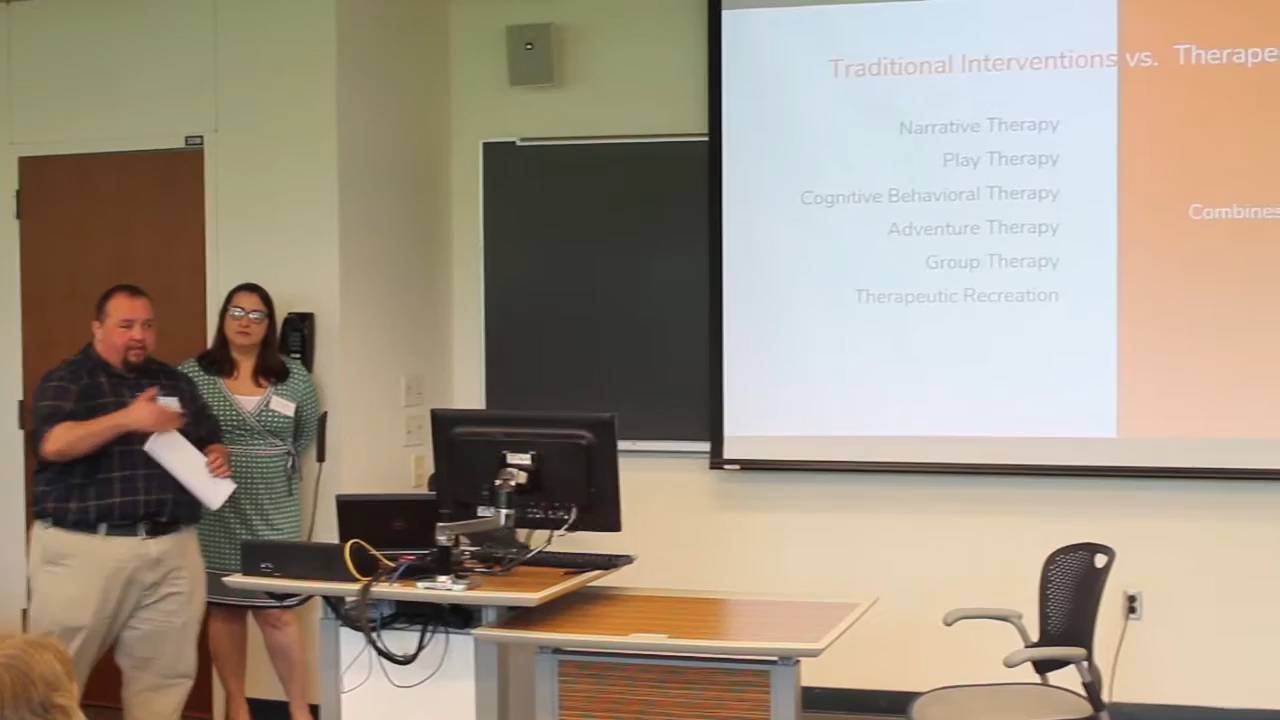 Traditional Interventions vs. Therape
Narrative Therapy
Play Therapy
Cognitive Behavioral Therapy
Adventure Therapy
Group Therapy
Therapeutic Recreation
Combines